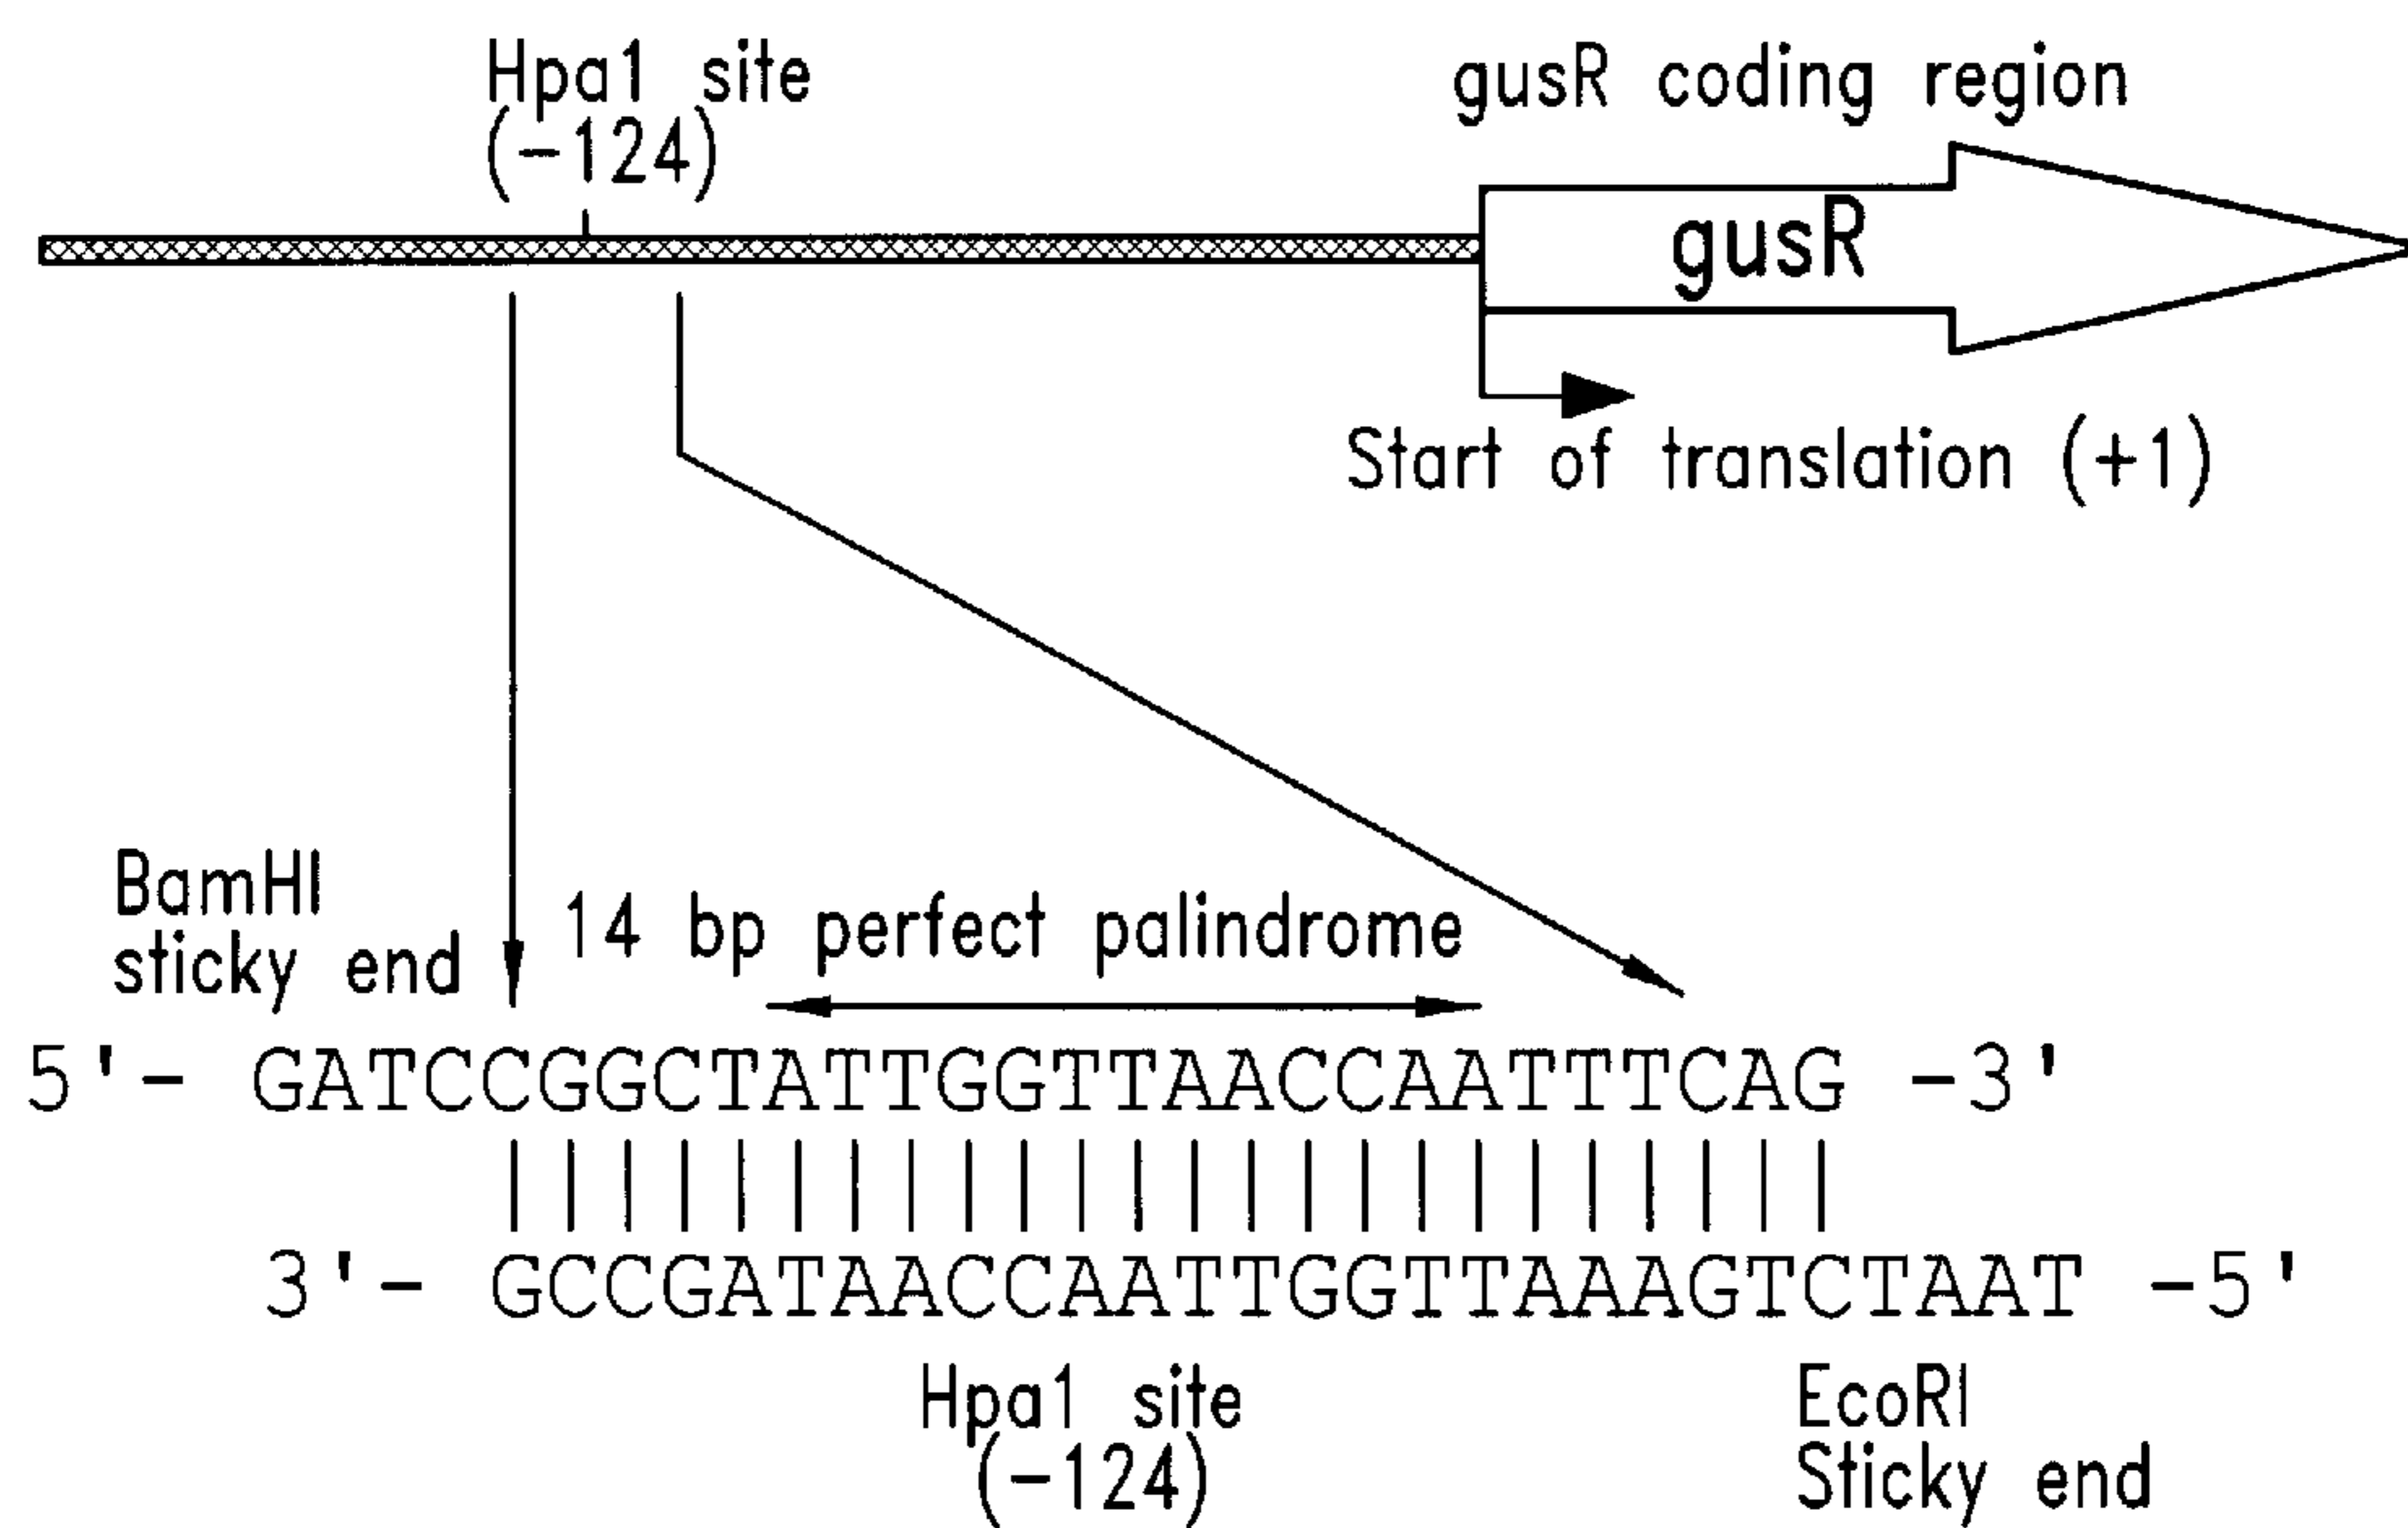 Hpa1 site
(-124)
gusR coding region
gusR
Start of translation (+1)
BamHI
sticky end
14 bp perfect palindrome
5'- GATCCGGCTATTGGTTAACCAATTTCAG -3'
3'- GCCGATAACCAATTGGTTAAAGTCTAAT -5'
Hpa1 site
(-124)
EcoRI
Sticky end